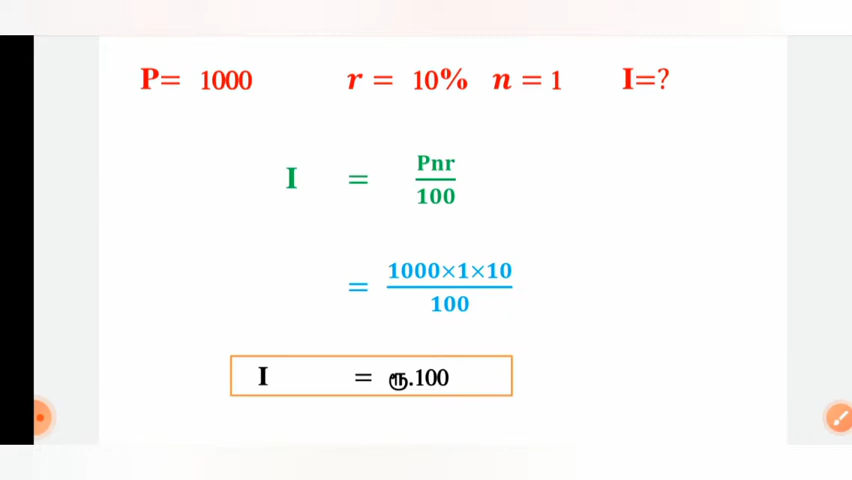 P= 1000 r = 10% n = 1 I=?
I = Pnr/100
= 1000×1×10/100
I = ரூ.100